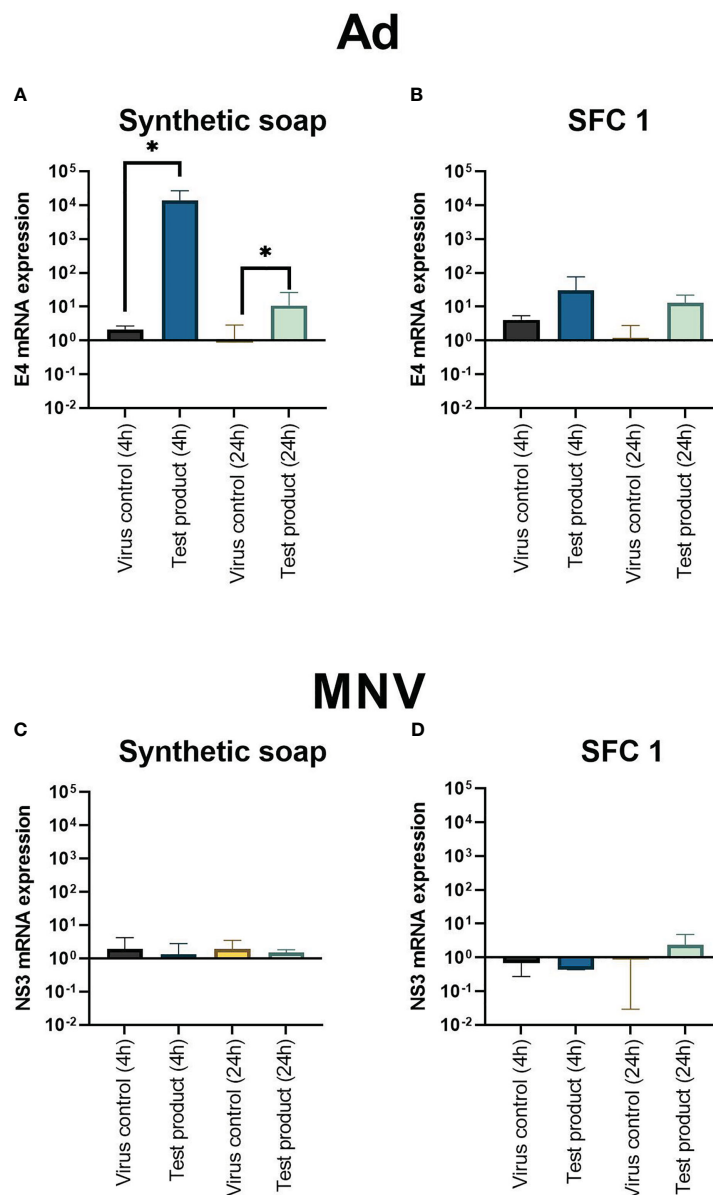 Ad
A
B
Synthetic soap
SFC 1
E4 mRNA expression
10^5
10^4
10^3
10^2
10^1
10^0
10^-1
10^-2
*
*
Virus control (4h)
Test product (4h)
Virus control (24h)
Test product (24h)
E4 mRNA expression
10^5
10^4
10^3
10^2
10^1
10^0
10^-1
10^-2
Virus control (4h)
Test product (4h)
Virus control (24h)
Test product (24h)
MNV
C
D
Synthetic soap
SFC 1
NS3 mRNA expression
10^5
10^4
10^3
10^2
10^1
10^0
10^-1
10^-2
Virus control (4h)
Test product (4h)
Virus control (24h)
Test product (24h)
NS3 mRNA expression
10^5
10^4
10^3
10^2
10^1
10^0
10^-1
10^-2
Virus control (4h)
Test product (4h)
Virus control (24h)
Test product (24h)